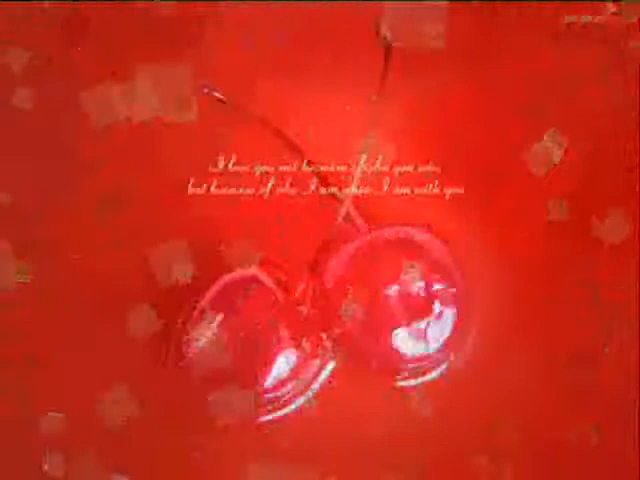 I love you not because of who you are,
but because of who I am when I am with you